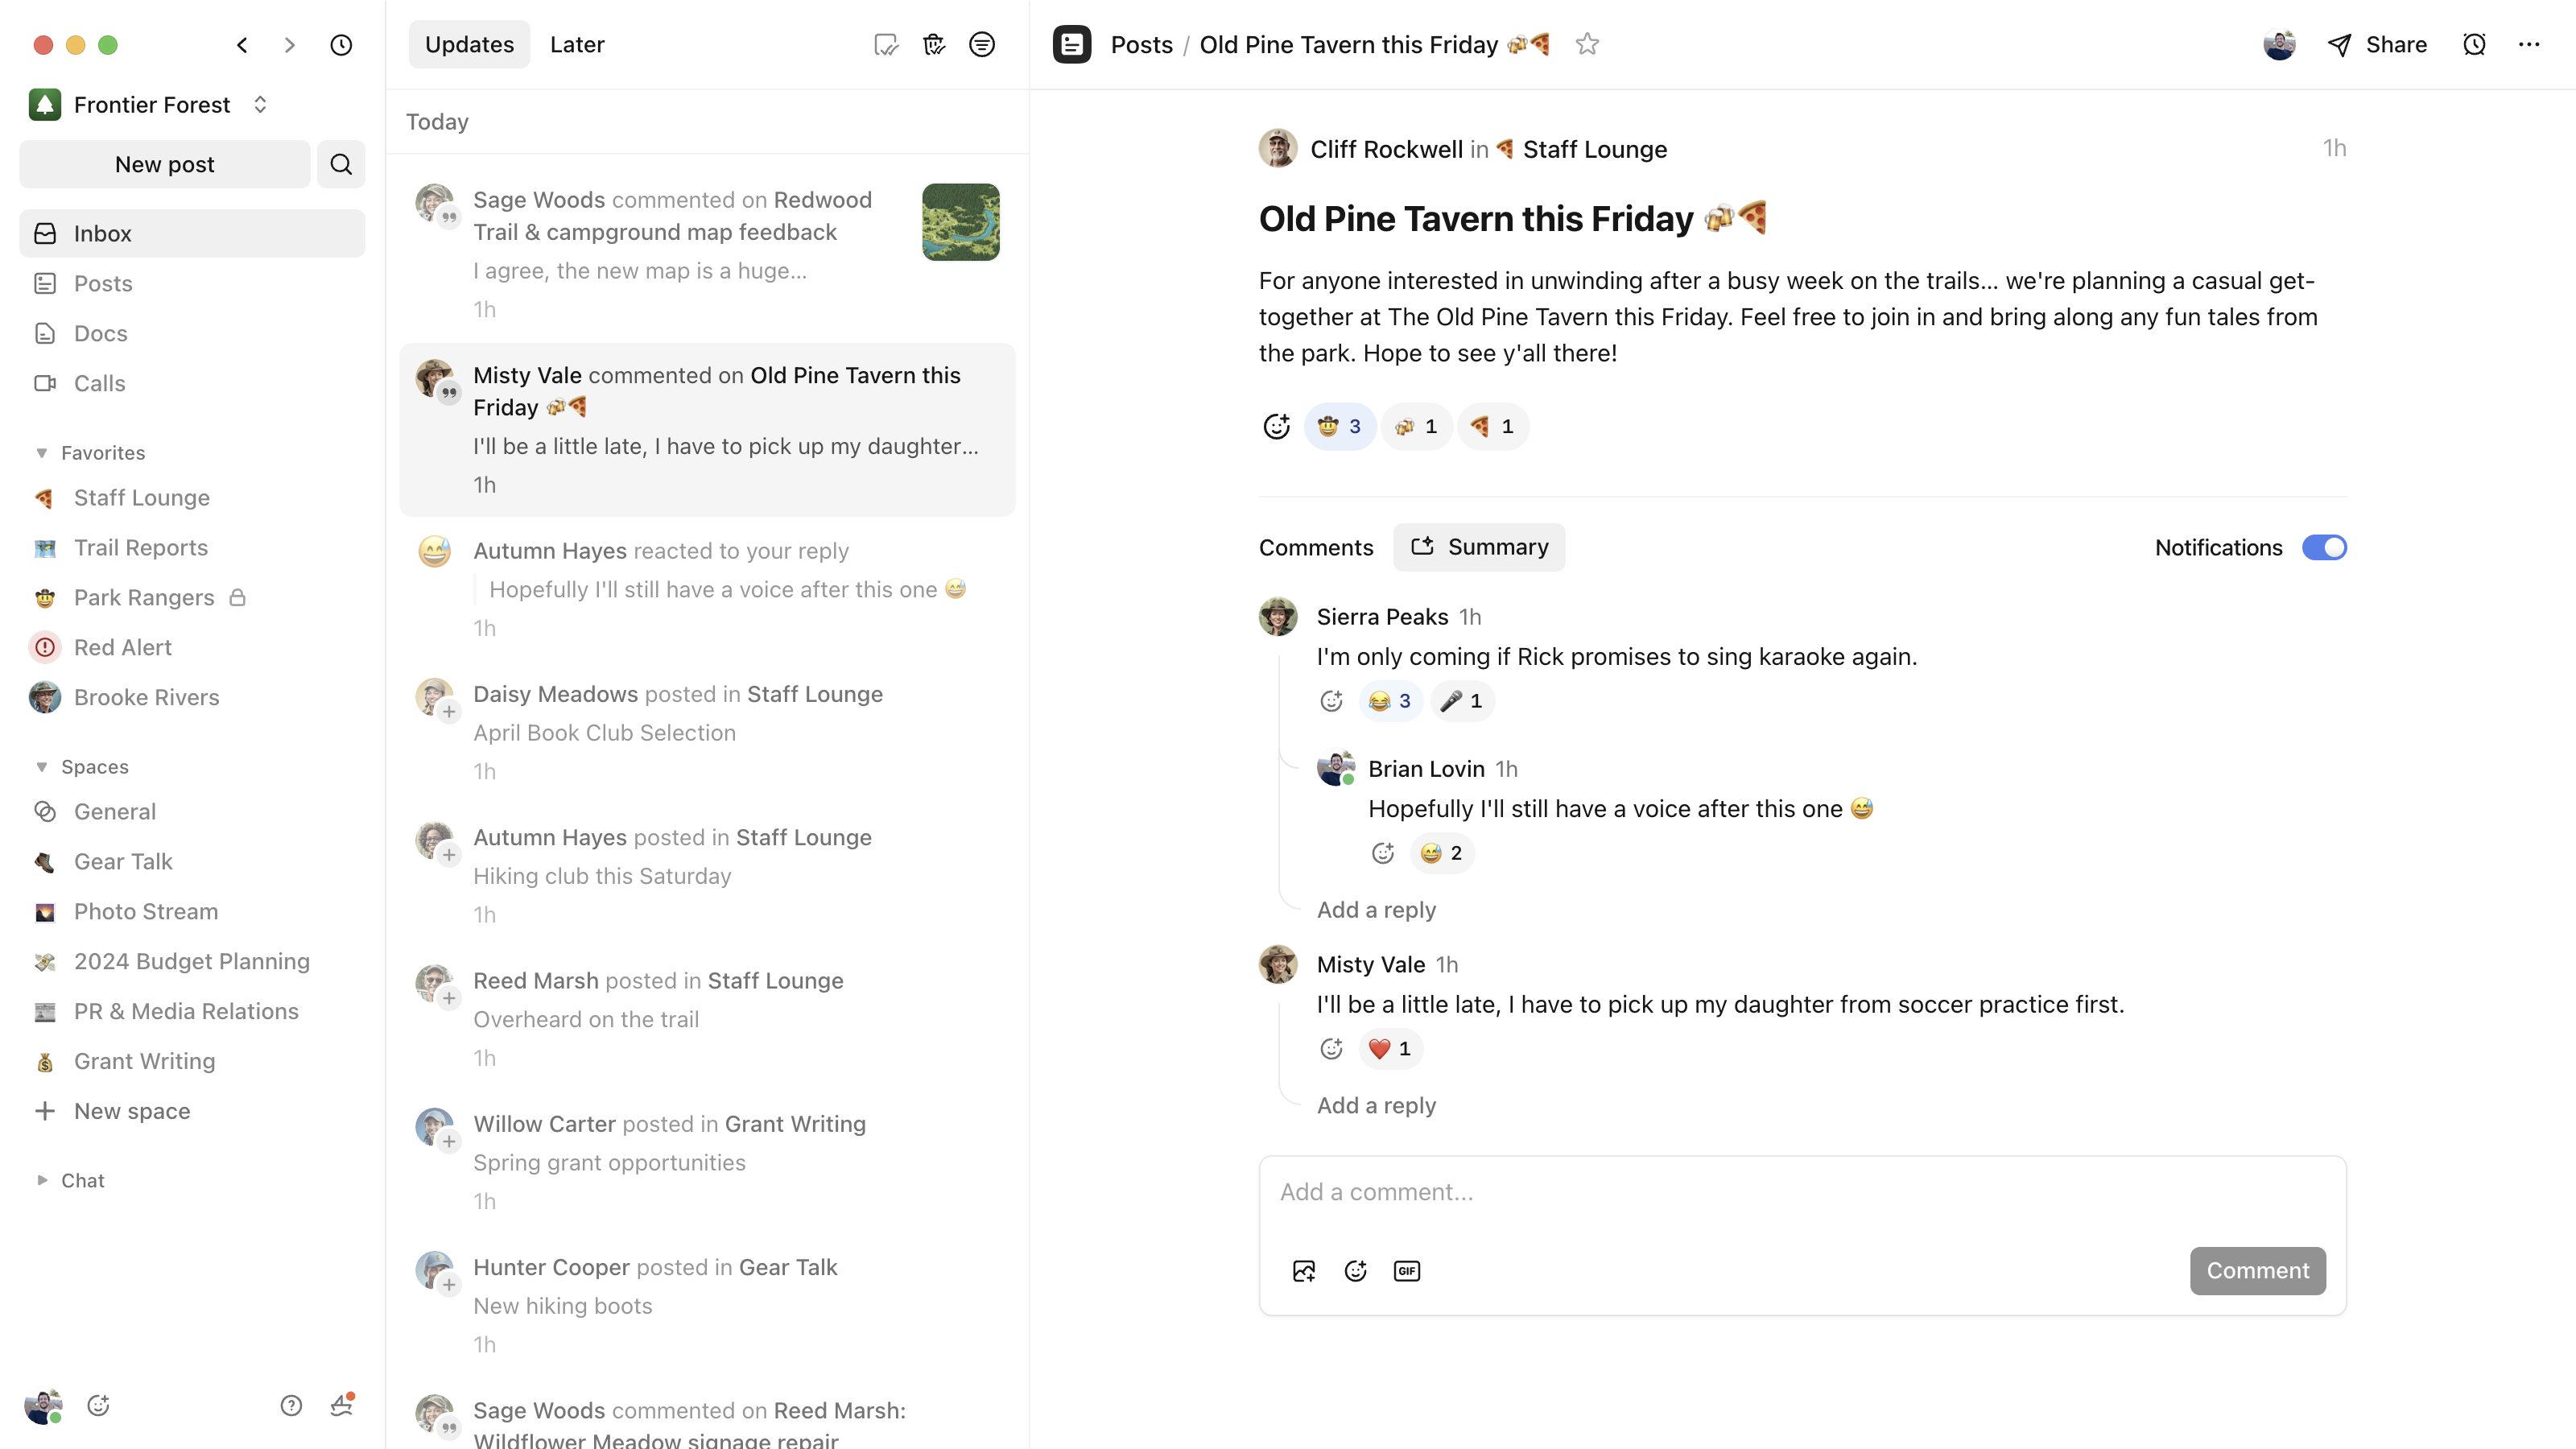 Frontier Forest
New post
Inbox
Posts
Docs
Calls
Favorites
Staff Lounge
Trail Reports
Park Rangers
Red Alert
Brooke Rivers
Spaces
General
Gear Talk
Photo Stream
2024 Budget Planning
PR & Media Relations
Grant Writing
New space
Chat
Updates Later
Today
Sage Woods commented on Redwood
Trail & campground map feedback
I agree, the new map is a huge...
1h
Misty Vale commented on Old Pine Tavern this
Friday 🍻🍕
I'll be a little late, I have to pick up my daughter...
1h
Autumn Hayes reacted to your reply
Hopefully I'll still have a voice after this one 😅
1h
Daisy Meadows posted in Staff Lounge
April Book Club Selection
1h
Autumn Hayes posted in Staff Lounge
Hiking club this Saturday
1h
Reed Marsh posted in Staff Lounge
Overheard on the trail
1h
Willow Carter posted in Grant Writing
Spring grant opportunities
1h
Hunter Cooper posted in Gear Talk
New hiking boots
1h
Sage Woods commented on Reed Marsh:
Wildflower Meadow signage repair
Posts / Old Pine Tavern this Friday 🍻🍕
Share
Cliff Rockwell in 🍕 Staff Lounge
1h
Old Pine Tavern this Friday 🍻🍕
For anyone interested in unwinding after a busy week on the trails... we're planning a casual get-
together at The Old Pine Tavern this Friday. Feel free to join in and bring along any fun tales from
the park. Hope to see y'all there!
🤠 3 🍻 1 🍕 1
Comments Summary
Notifications
Sierra Peaks 1h
I'm only coming if Rick promises to sing karaoke again.
😂 3 🎤 1
Brian Lovin 1h
Hopefully I'll still have a voice after this one 😅
😅 2
Add a reply
Misty Vale 1h
I'll be a little late, I have to pick up my daughter from soccer practice first.
❤️ 1
Add a reply
Add a comment...
GIF
Comment